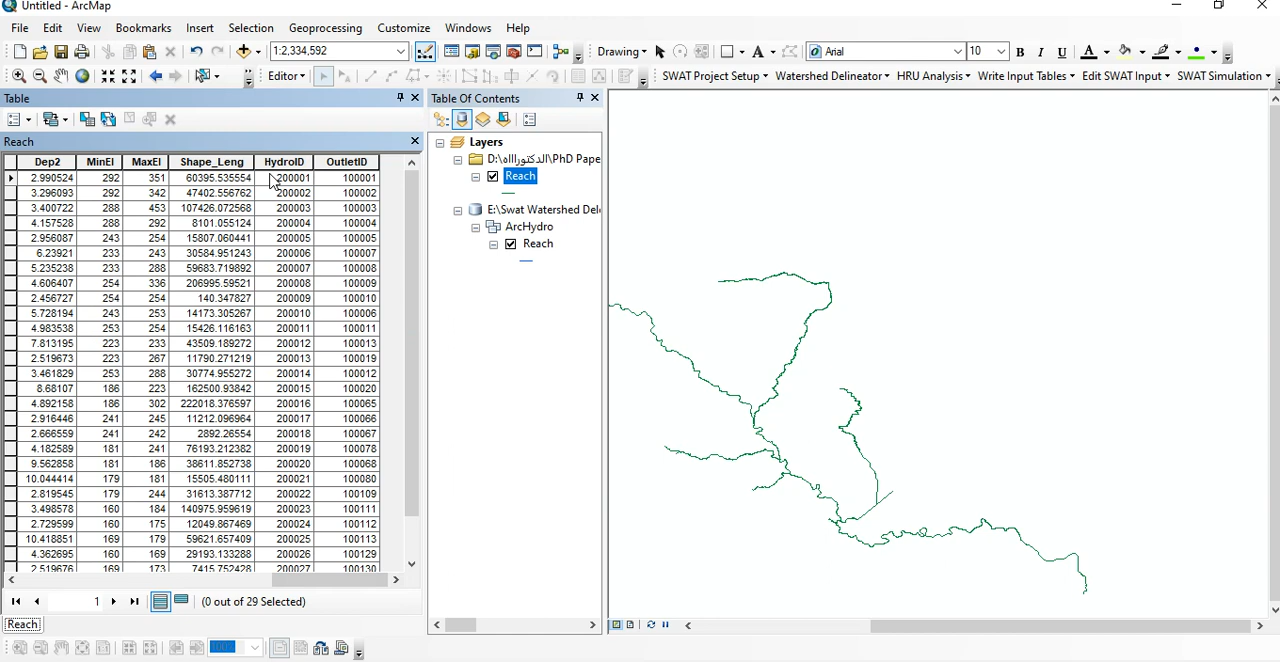 Untitled - ArcMap
File Edit View Bookmarks Insert Selection Geoprocessing Customize Windows Help
1:2,334,592 Drawing Arial 10 B I U A
Editor SWAT Project Setup Watershed Delineator HRU Analysis Write Input Tables Edit SWAT Input SWAT Simulation
Table
Reach
Dep2 MinEl MaxEl Shape_Leng HydroID OutletID
2.990524 292 351 60395.535554 200001 100001
3.296093 292 342 47402.556762 200002 100002
3.400722 288 453 107426.072568 200003 100003
4.157528 288 292 8101.055124 200004 100004
2.956087 243 254 15807.060441 200005 100005
6.23921 233 243 30584.951243 200006 100007
5.235238 233 288 59683.719892 200007 100008
4.606407 254 336 206995.59521 200008 100009
2.456727 254 254 140.347827 200009 100010
5.728194 243 253 14173.305267 200010 100006
4.983538 253 254 15426.116163 200011 100011
7.813195 223 233 43509.189272 200012 100013
2.519673 223 267 11790.271219 200013 100019
3.461829 253 288 30774.955272 200014 100012
8.68107 186 223 162500.93842 200015 100020
4.892158 186 302 222018.376597 200016 100065
2.916446 241 245 11212.096964 200017 100066
2.666559 241 242 2892.26554 200018 100067
4.182589 181 241 76193.212382 200019 100078
9.562858 181 186 38611.852738 200020 100068
10.044414 179 181 15505.480111 200021 100080
2.819545 179 244 31613.387712 200022 100109
3.498578 160 184 140975.959619 200023 100111
2.729599 160 175 12049.867469 200024 100112
10.418851 169 179 59621.657409 200025 100113
4.362695 160 169 29193.133288 200026 100129
2.519676 169 173 7415.752428 200027 100130
1 (0 out of 29 Selected)
Reach
100%
Table Of Contents
Layers
D:\الدكتوراااه\PhD Pape
Reach
E:\Swat Watershed Del
ArcHydro
Reach